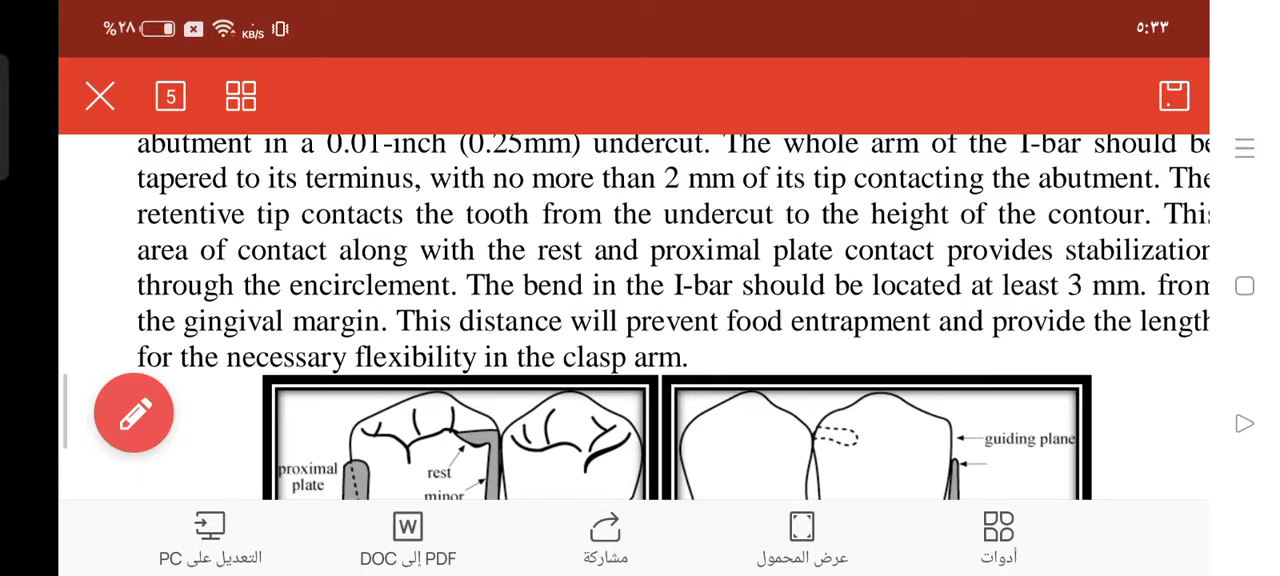 %٢٨ KB/S ٥:٣٣
5
abutment in a 0.01-inch (0.25mm) undercut. The whole arm of the I-bar should be
tapered to its terminus, with no more than 2 mm of its tip contacting the abutment. The
retentive tip contacts the tooth from the undercut to the height of the contour. This
area of contact along with the rest and proximal plate contact provides stabilization
through the encirclement. The bend in the I-bar should be located at least 3 mm. from
the gingival margin. This distance will prevent food entrapment and provide the length
for the necessary flexibility in the clasp arm.
proximal
plate
rest
minor
guiding plane
التعديل على PC
PDF إلى DOC
مشاركة
عرض المحمول
أدوات